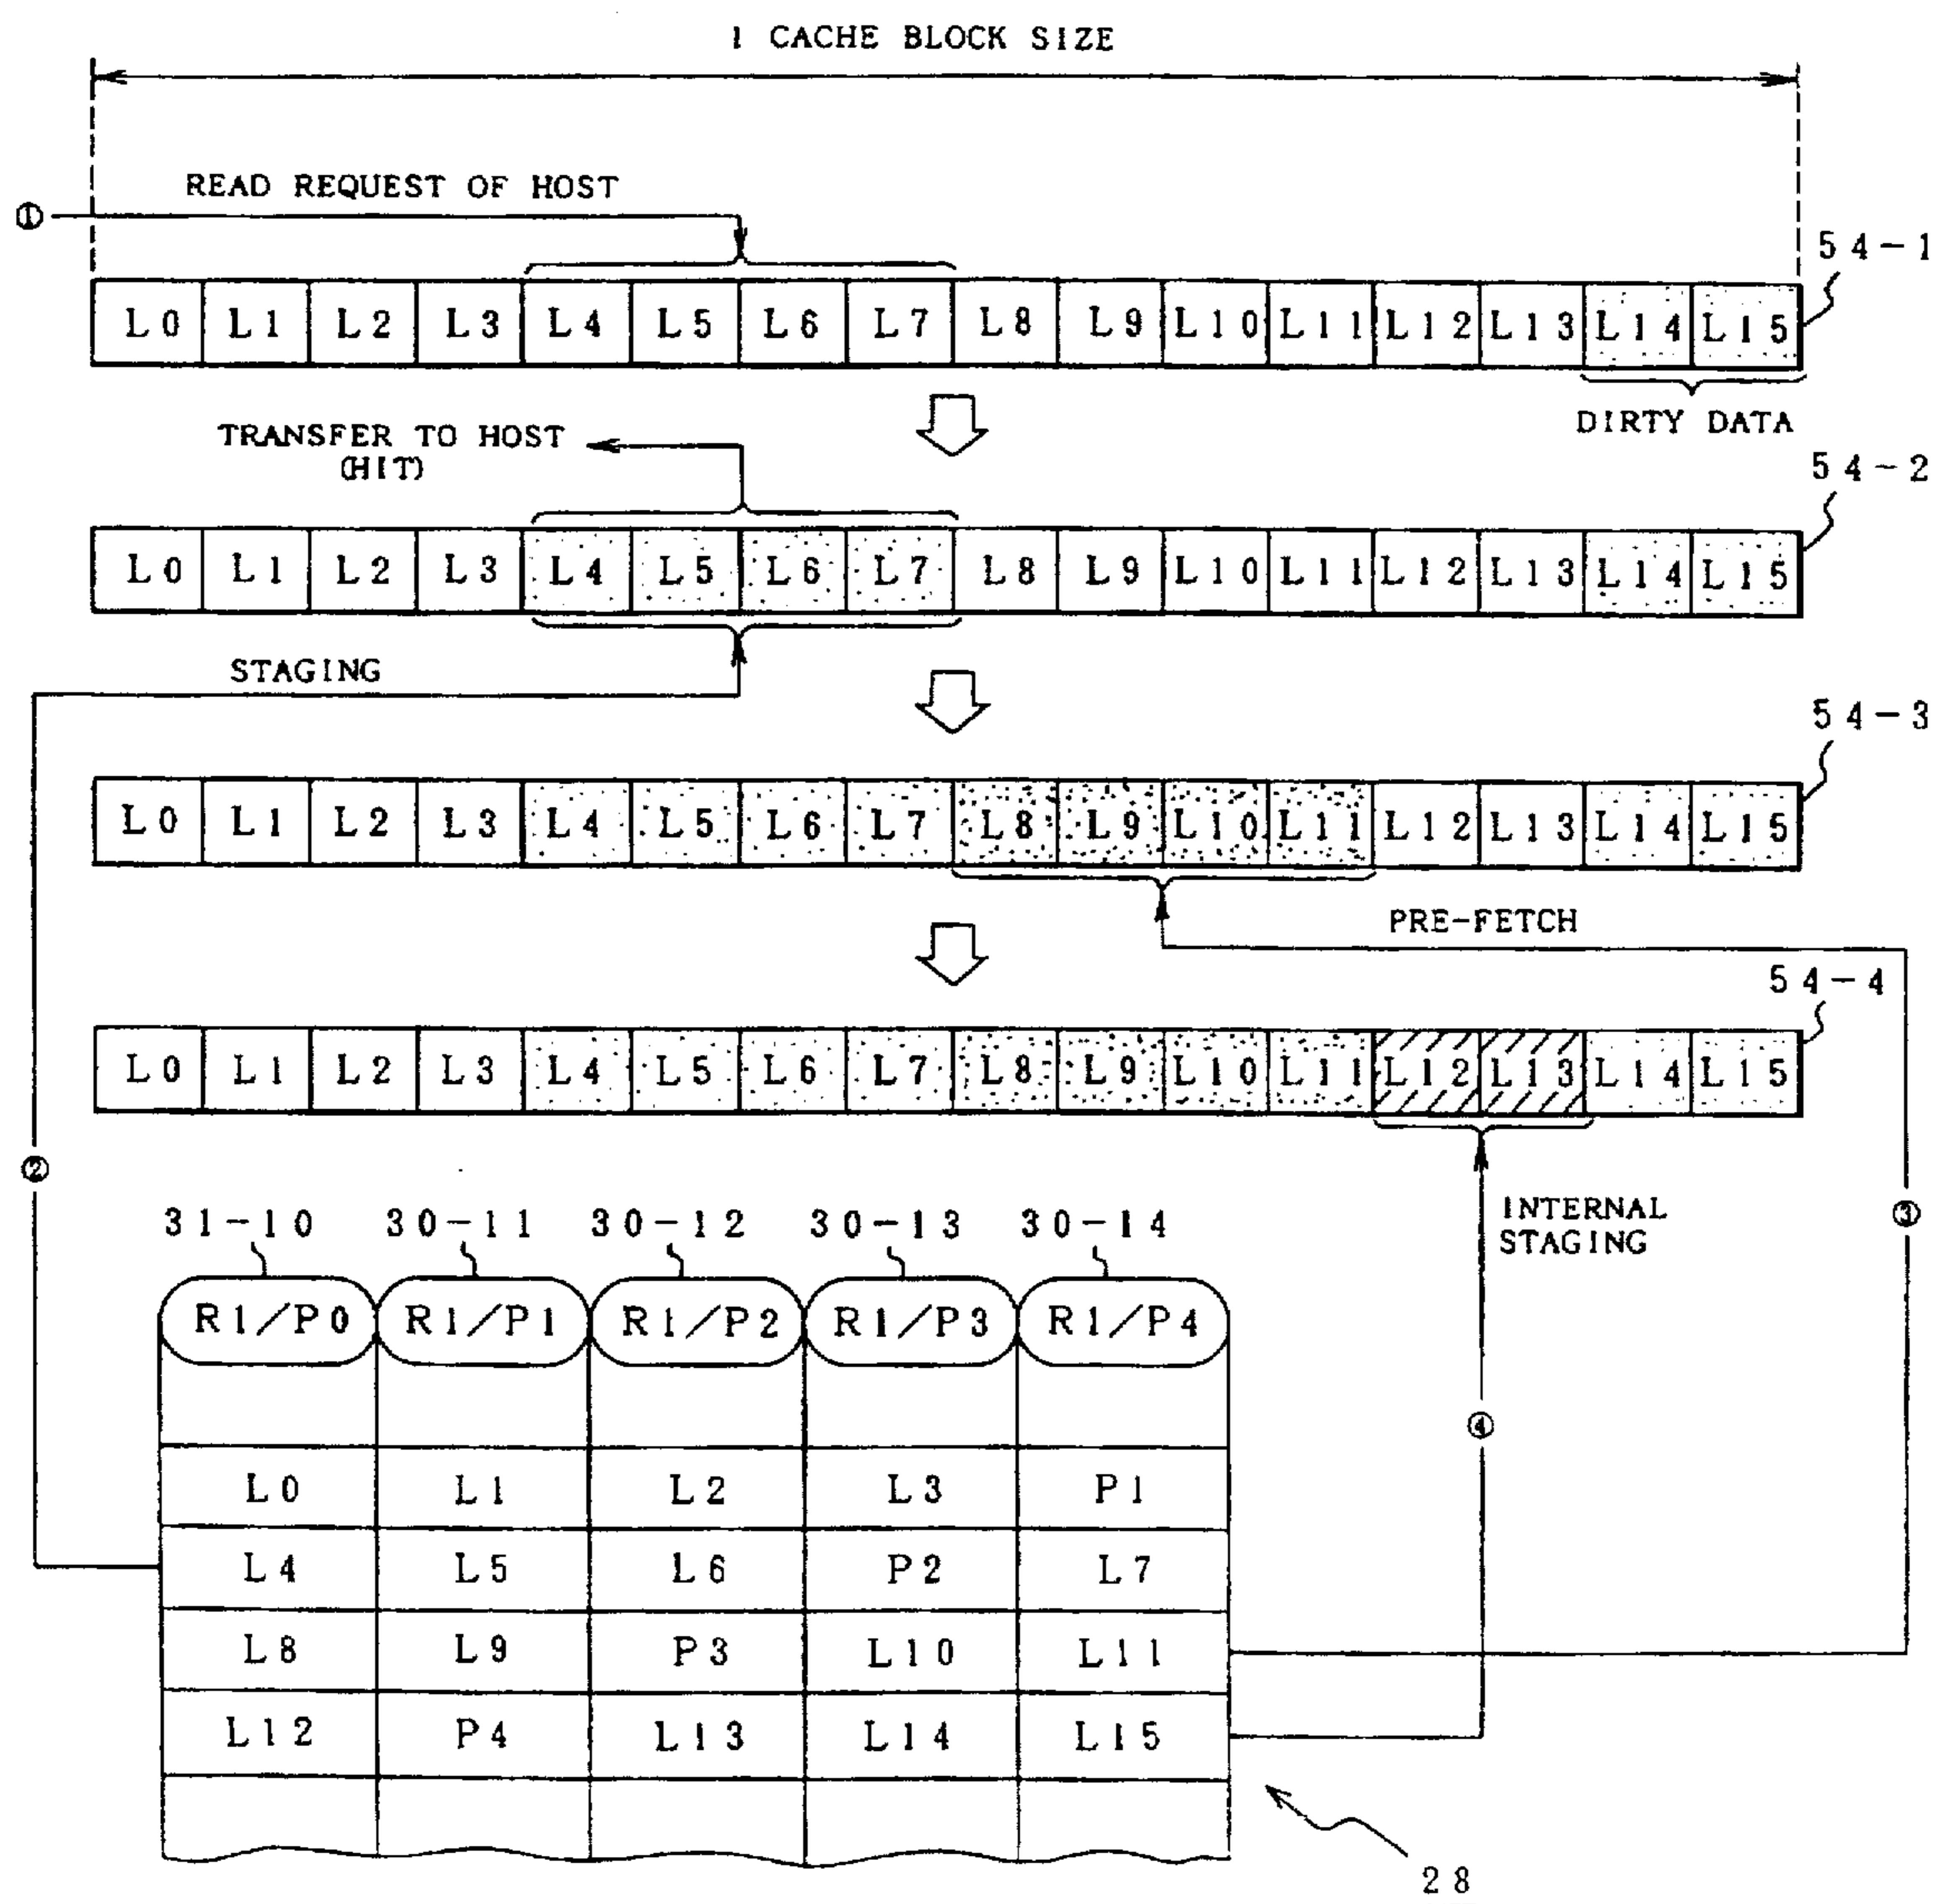 1 CACHE BLOCK SIZE
READ REQUEST OF HOST
①
54-1
L0 L1 L2 L3 L4 L5 L6 L7 L8 L9 L10 L11 L12 L13 L14 L15
DIRTY DATA
TRANSFER TO HOST
(HIT)
54-2
L0 L1 L2 L3 L4 L5 L6 L7 L8 L9 L10 L11 L12 L13 L14 L15
STAGING
54-3
L0 L1 L2 L3 L4 L5 L6 L7 L8 L9 L10 L11 L12 L13 L14 L15
PRE-FETCH
54-4
L0 L1 L2 L3 L4 L5 L6 L7 L8 L9 L10 L11 L12 L13 L14 L15
②
INTERNAL
STAGING
③
31-10 30-11 30-12 30-13 30-14
R1/P0 R1/P1 R1/P2 R1/P3 R1/P4
④
L0 L1 L2 L3 P1
L4 L5 L6 P2 L7
L8 L9 P3 L10 L11
L12 P4 L13 L14 L15
28